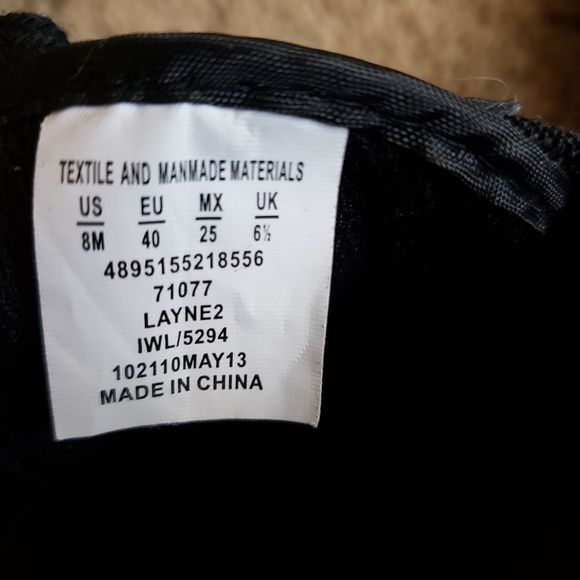 TEXTILE AND MANMADE MATERIALS
US EU MX UK
8M 40 25 6½
4895155218556
71077
LAYNE2
IWL/5294
102110MAY13
MADE IN CHINA